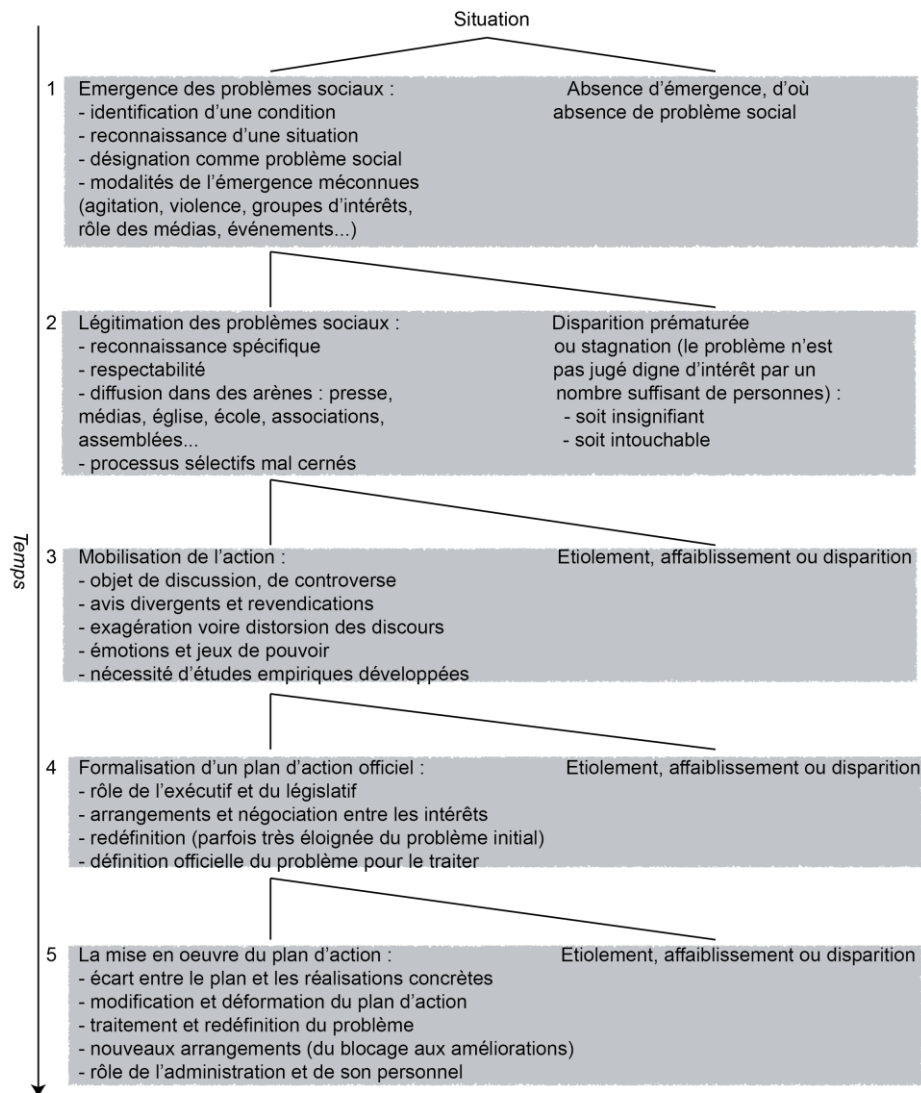 Situation
1
Emergence des problèmes sociaux :
- identification d’une condition
- reconnaissance d’une situation
- désignation comme problème social
- modalités de l’émergence méconnues
(agitation, violence, groupes d’intérêts,
rôle des médias, événements...)
Absence d’émergence, d’où
absence de problème social
2
Légitimation des problèmes sociaux :
- reconnaissance spécifique
- respectabilité
- diffusion dans des arènes : presse,
médias, église, école, associations,
assemblées...
- processus sélectifs mal cernés
Disparition prématurée
ou stagnation (le problème n’est
pas jugé digne d’intérêt par un
nombre suffisant de personnes) :
- soit insignifiant
- soit intouchable
Temps
3
Mobilisation de l’action :
- objet de discussion, de controverse
- avis divergents et revendications
- exagération voire distorsion des discours
- émotions et jeux de pouvoir
- nécessité d’études empiriques développées
Etiolement, affaiblissement ou disparition
4
Formalisation d’un plan d’action officiel :
- rôle de l’exécutif et du législatif
- arrangements et négociation entre les intérêts
- redéfinition (parfois très éloignée du problème initial)
- définition officielle du problème pour le traiter
Etiolement, affaiblissement ou disparition
5
La mise en oeuvre du plan d’action :
- écart entre le plan et les réalisations concrètes
- modification et déformation du plan d’action
- traitement et redéfinition du problème
- nouveaux arrangements (du blocage aux améliorations)
- rôle de l’administration et de son personnel
Etiolement, affaiblissement ou disparition